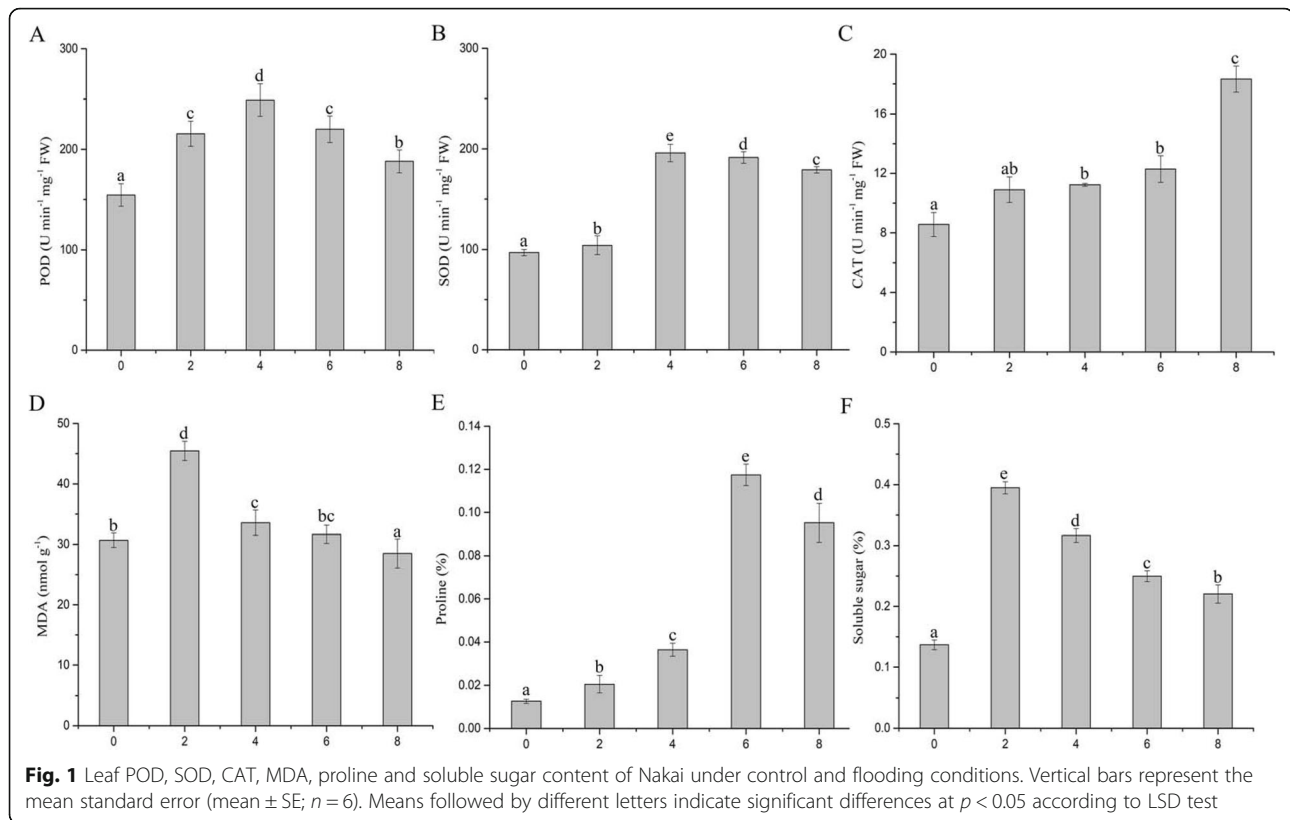 A
300
200
100
0
POD (U min⁻¹ mg⁻¹ FW)
a
c
d
c
b
0 2 4 6 8
B
300
200
100
0
SOD (U min⁻¹ mg⁻¹ FW)
a
b
e
d
c
0 2 4 6 8
C
20
16
12
8
4
0
CAT (U min⁻¹ mg⁻¹ FW)
a
ab
b
b
c
0 2 4 6 8
D
50
40
30
20
10
0
MDA (nmol g⁻¹)
b
d
c
bc
a
0 2 4 6 8
E
0.14
0.12
0.10
0.08
0.06
0.04
0.02
0.00
Proline (%)
a
b
c
e
d
0 2 4 6 8
F
0.5
0.4
0.3
0.2
0.1
0.0
Soluble sugar (%)
a
e
d
c
b
0 2 4 6 8
Fig. 1 Leaf POD, SOD, CAT, MDA, proline and soluble sugar content of Nakai under control and flooding conditions. Vertical bars represent the
mean standard error (mean ± SE; n = 6). Means followed by different letters indicate significant differences at p < 0.05 according to LSD test